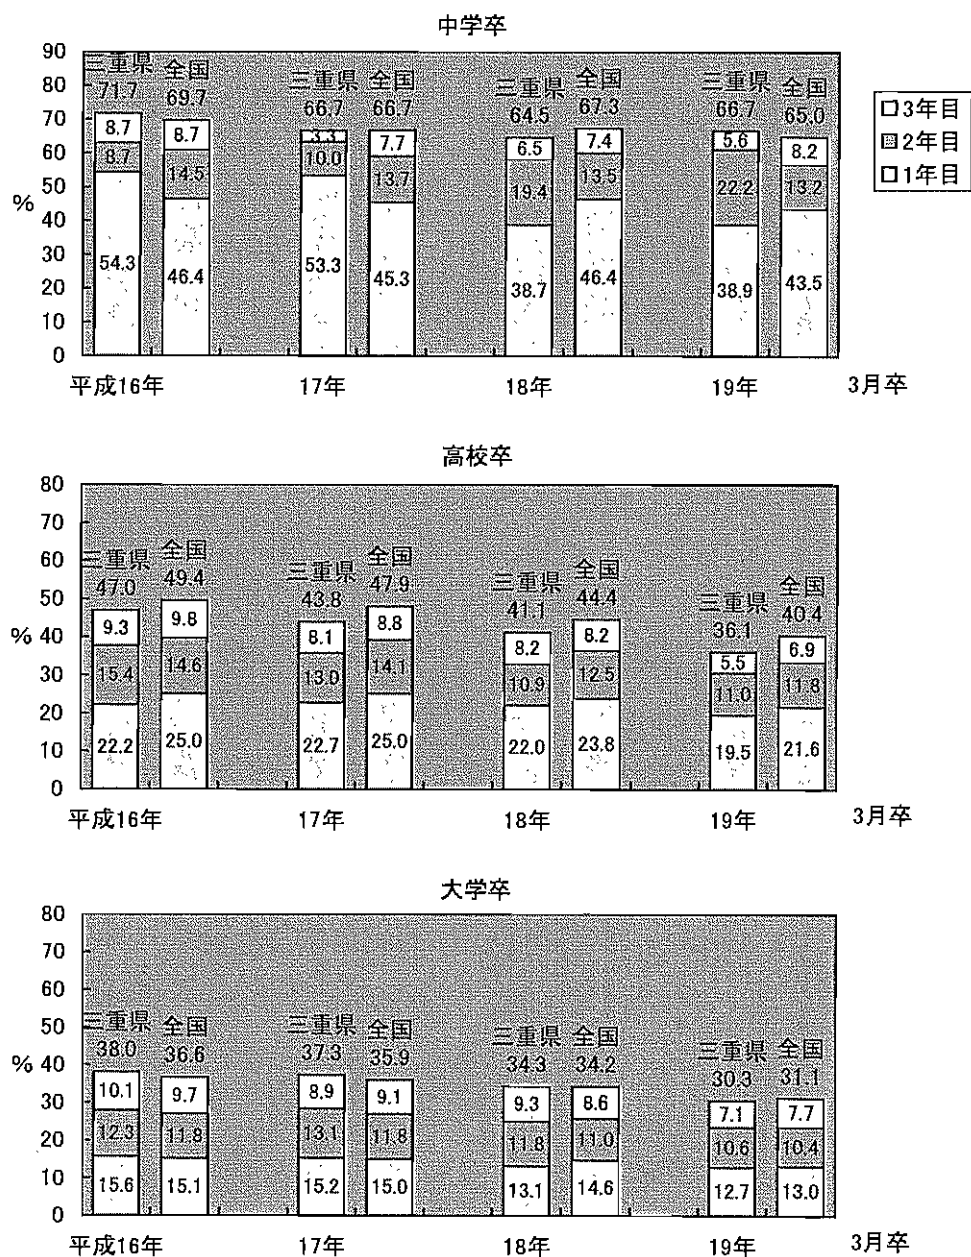 中学卒
90
80
70
60
50
40
30
20
10
0
%
三重県 全国 三重県 全国 三重県 全国 三重県 全国
71.7 69.7 66.7 66.7 64.5 67.3 66.7 65.0
8.7 8.7 3.3 7.7 6.5 7.4 5.6 8.2
8.7 14.5 10.0 13.7 19.4 13.5 22.2 13.2
54.3 46.4 53.3 45.3 38.7 46.4 38.9 43.5
平成16年 17年 18年 19年 3月卒
3年目
2年目
1年目
高校卒
80
70
60
50
40
30
20
10
0
%
三重県 全国 三重県 全国 三重県 全国 三重県 全国
47.0 49.4 43.8 47.9 41.1 44.4 36.1 40.4
9.3 9.8 8.1 8.8 8.2 8.2 5.5 6.9
15.4 14.6 13.0 14.1 10.9 12.5 11.0 11.8
22.2 25.0 22.7 25.0 22.0 23.8 19.5 21.6
平成16年 17年 18年 19年 3月卒
大学卒
80
70
60
50
40
30
20
10
0
%
三重県 全国 三重県 全国 三重県 全国 三重県 全国
38.0 36.6 37.3 35.9 34.3 34.2 30.3 31.1
10.1 9.7 8.9 9.1 9.3 8.6 7.1 7.7
12.3 11.8 13.1 11.8 11.8 11.0 10.6 10.4
15.6 15.1 15.2 15.0 13.1 14.6 12.7 13.0
平成16年 17年 18年 19年 3月卒